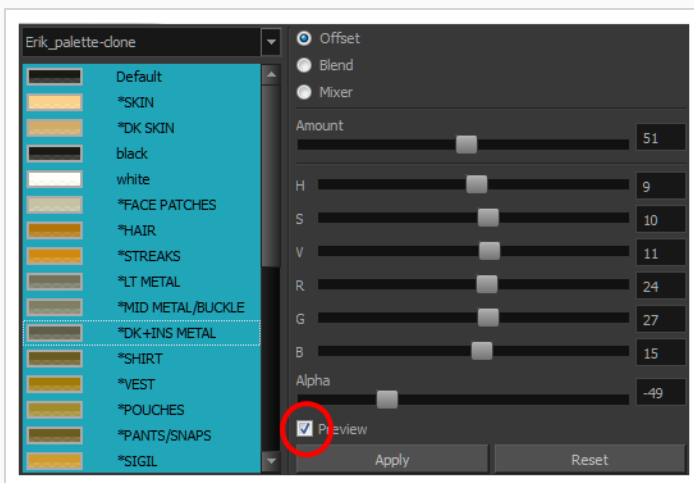 Erik_palette-clone
Default
*SKIN
*DK SKIN
black
white
*FACE PATCHES
*HAIR
*STREAKS
*LT METAL
*MID METAL/BUCKLE
*DK+INS METAL
*SHIRT
*VEST
*POUCHES
*PANTS/SNAPS
*SIGIL
Offset
Blend
Mixer
Amount
51
H 9
S 10
V 11
R 24
G 27
B 15
Alpha
-49
Preview
Apply Reset